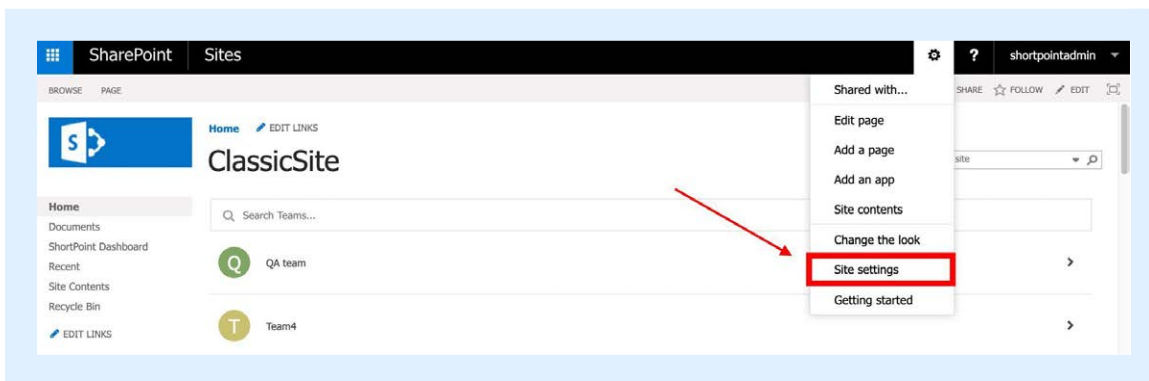 SharePoint Sites ? shortpointadmin
BROWSE PAGE SHARE FOLLOW EDIT
Shared with...
Edit page
Add a page
Add an app
Site contents
Change the look
Site settings
Getting started
S
Home EDIT LINKS
ClassicSite
site
Home
Documents
ShortPoint Dashboard
Recent
Site Contents
Recycle Bin
EDIT LINKS
Search Teams...
Q QA team
T Team4